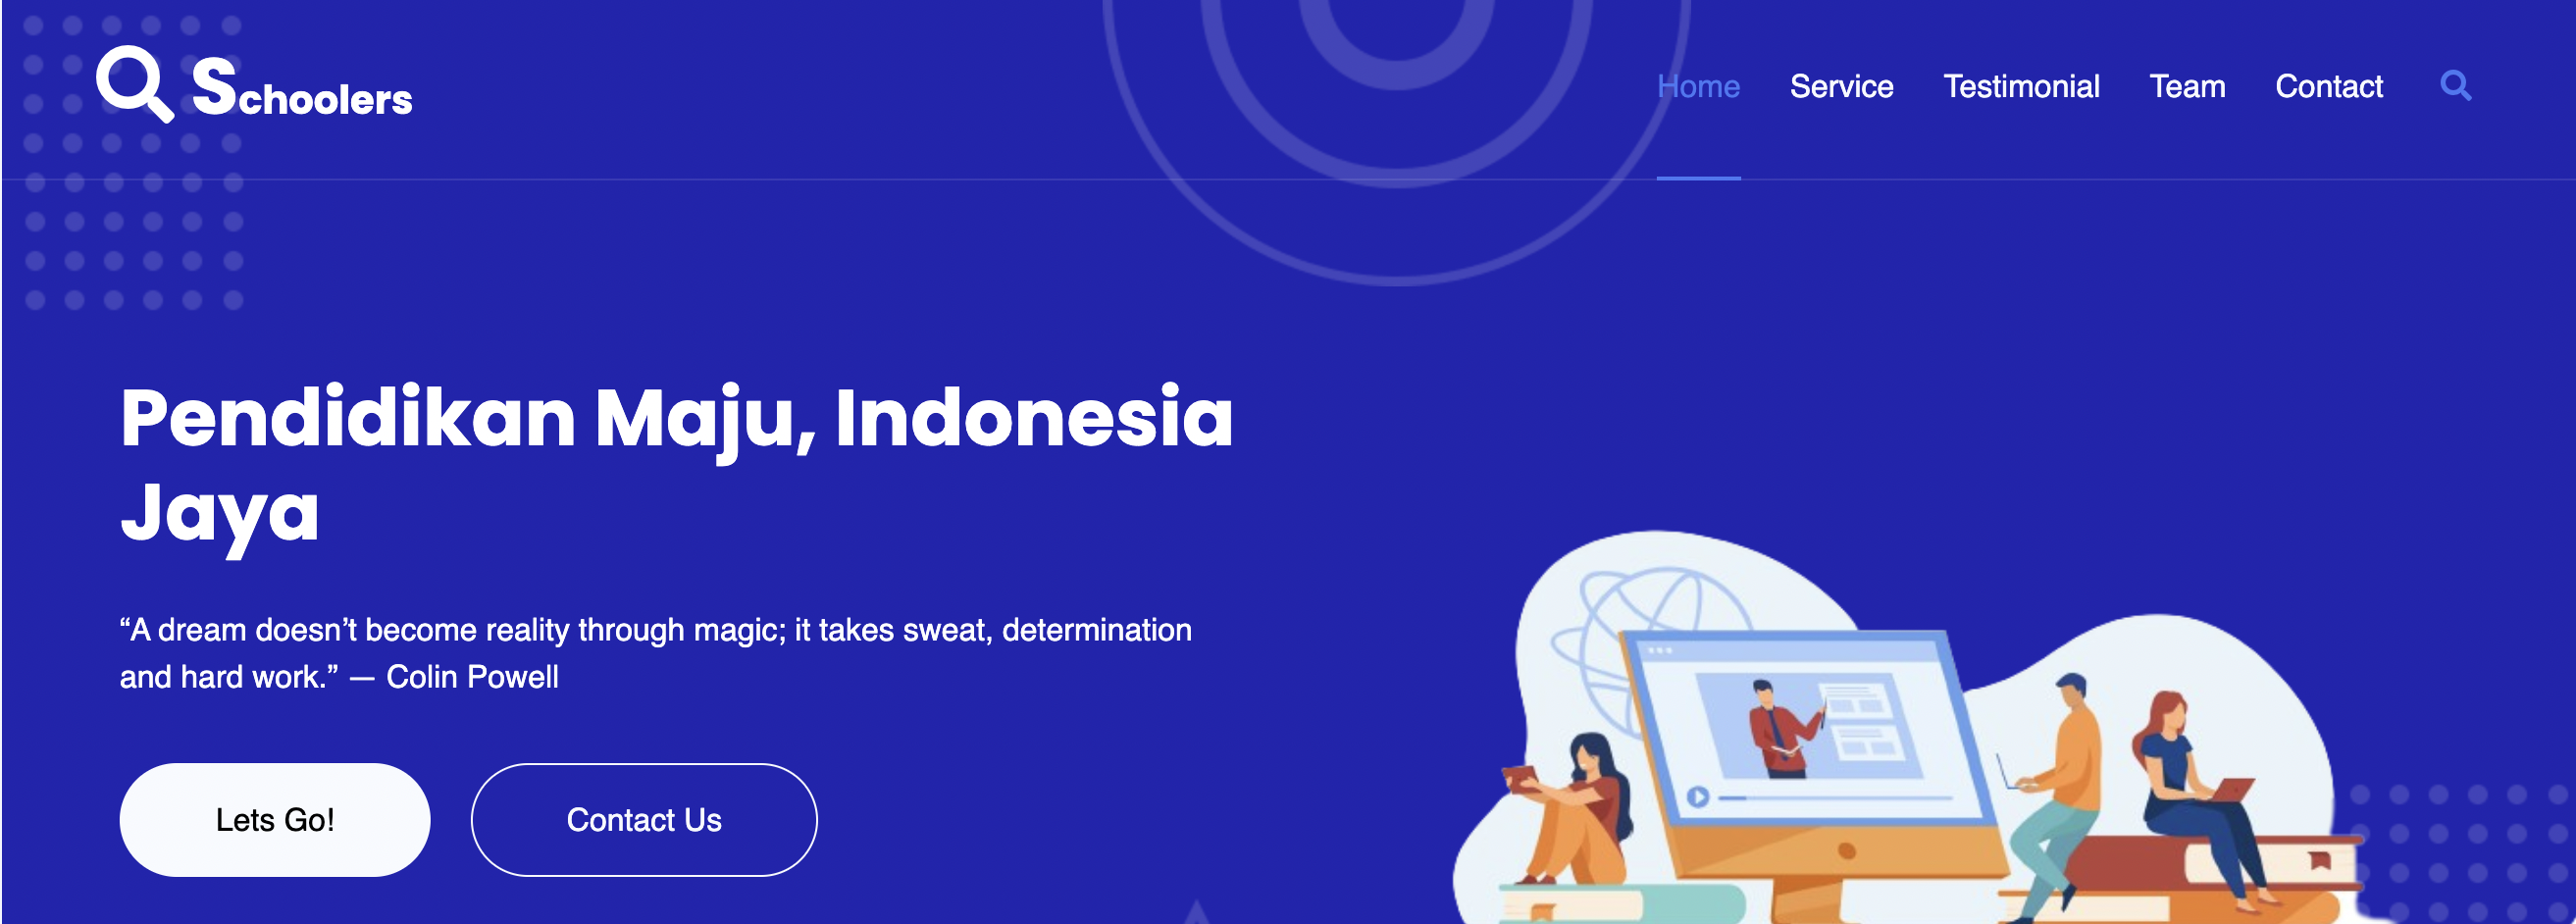 Schoolers
Home Service Testimonial Team Contact
Pendidikan Maju, Indonesia
Jaya
“A dream doesn’t become reality through magic; it takes sweat, determination
and hard work.” — Colin Powell
Lets Go! Contact Us